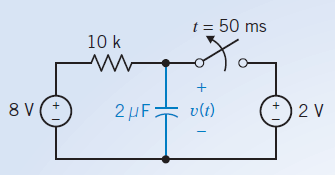 t = 50 ms
10 k
+
8 V
+
–
2 μF
v(t)
+
–
2 V
–